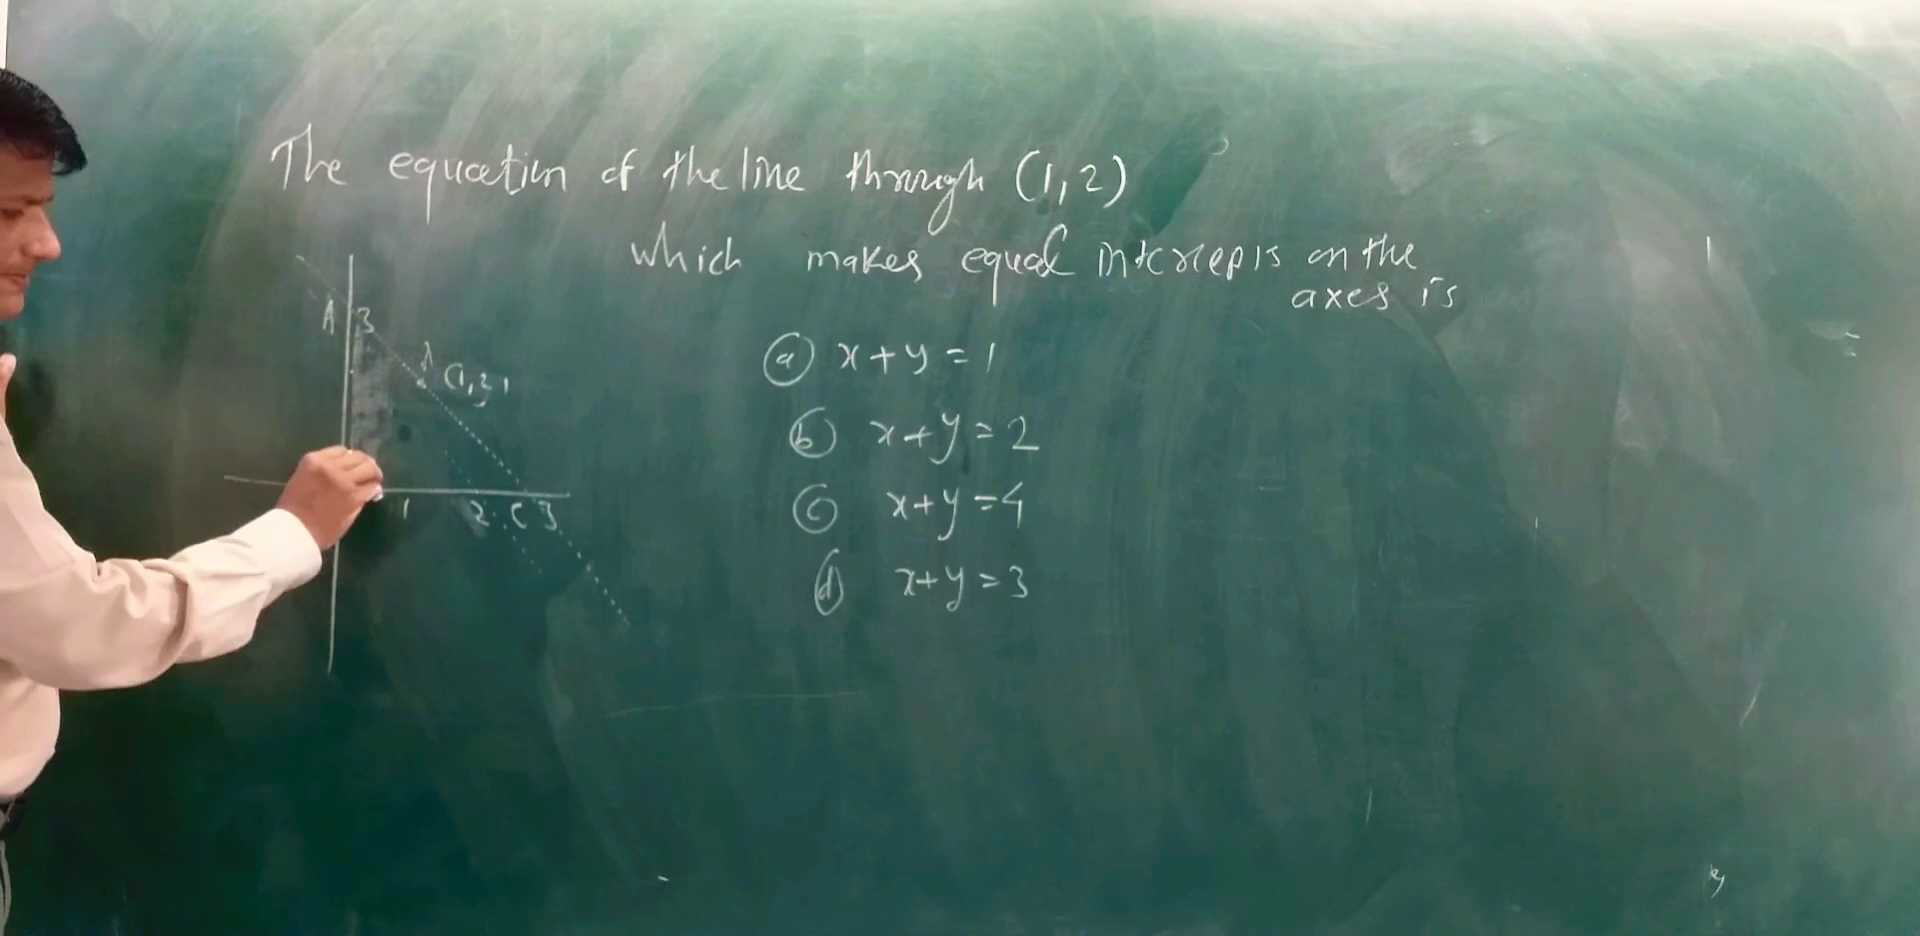 The equation of the line through (1,2)
which makes equal intercepts on the
axes is
A 3
(1,2)
1 2 C 3
(a) x+y=1
(b) x+y=2
(c) x+y=4
(d) x+y=3